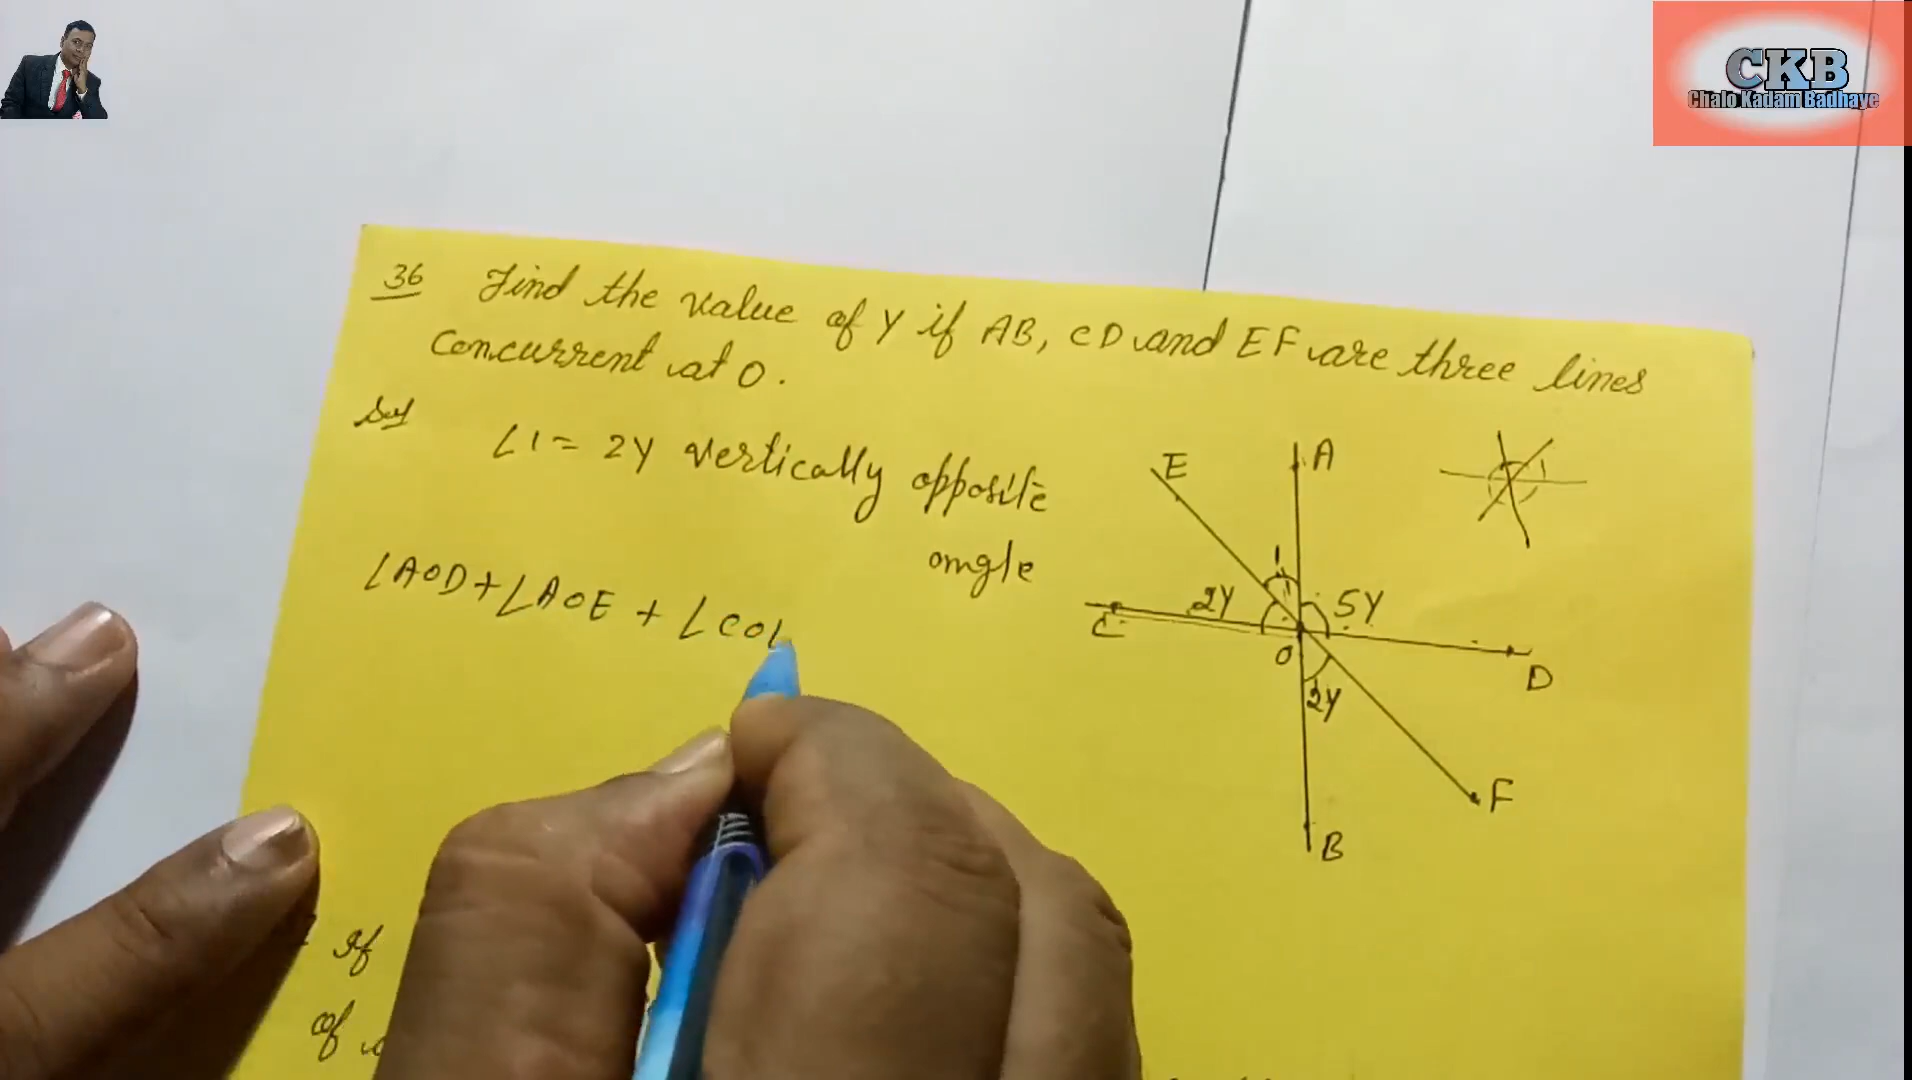 CKB
Chalo Kadam Badhaye
36 Find the value of Y if AB, CD and EF are three lines
concurrent at O.
Sol
∠1 = 2Y vertically opposite
angle
∠AOD + ∠AOE + ∠CO
E
A
1
2Y
5Y
C
O
D
2Y
F
B
1
If
of